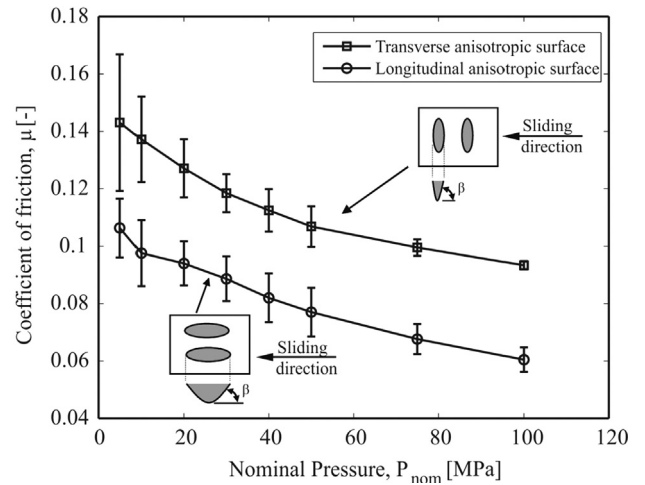 0.18
0.16
0.14
0.12
0.1
0.08
0.06
0.04
Coefficient of friction, μ [-]
Transverse anisotropic surface
Longitudinal anisotropic surface
Sliding
direction
β
Sliding
direction
β
0
20
40
60
80
100
120
Nominal Pressure, Pnom [MPa]